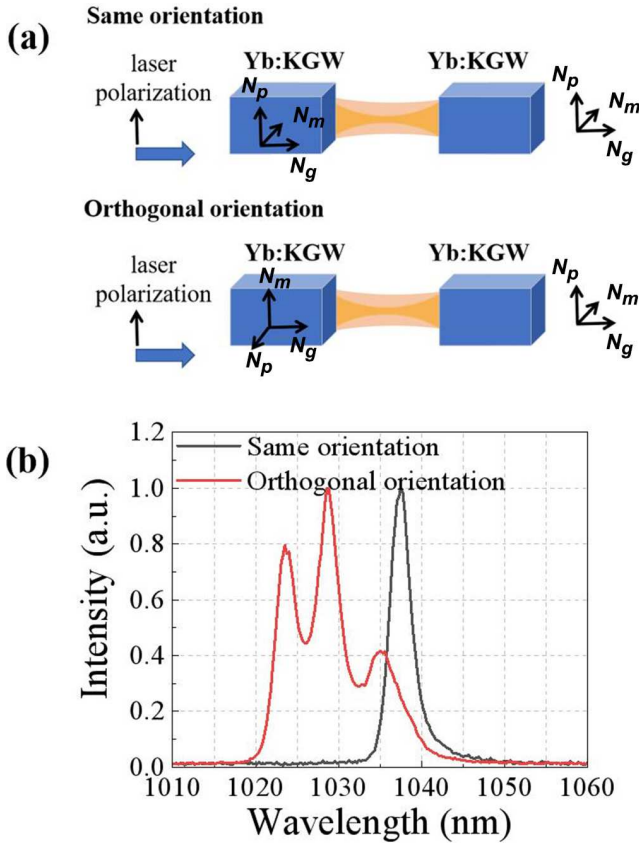 (a)
Same orientation
Yb:KGW Yb:KGW
laser
polarization
Np
Nm
Ng
Np
Nm
Ng
Orthogonal orientation
Yb:KGW Yb:KGW
laser
polarization
Nm
Np
Ng
Np
Nm
Ng
(b)
Same orientation
Orthogonal orientation
1.2
1.0
0.8
0.6
0.4
0.2
0.0
Intensity (a.u.)
1010 1020 1030 1040 1050 1060
Wavelength (nm)